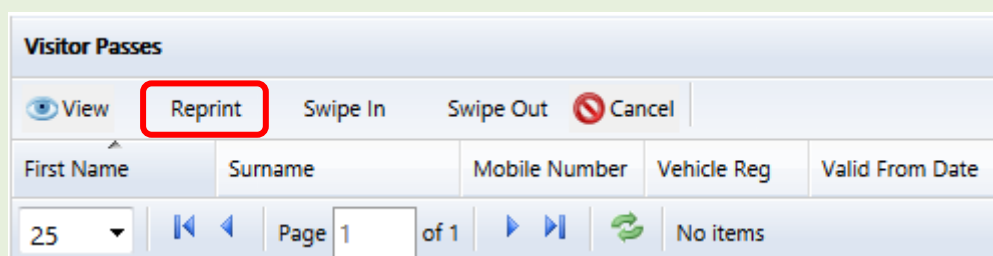 Visitor Passes
View Reprint Swipe In Swipe Out Cancel
First Name Surname Mobile Number Vehicle Reg Valid From Date
25 Page 1 of 1 No items